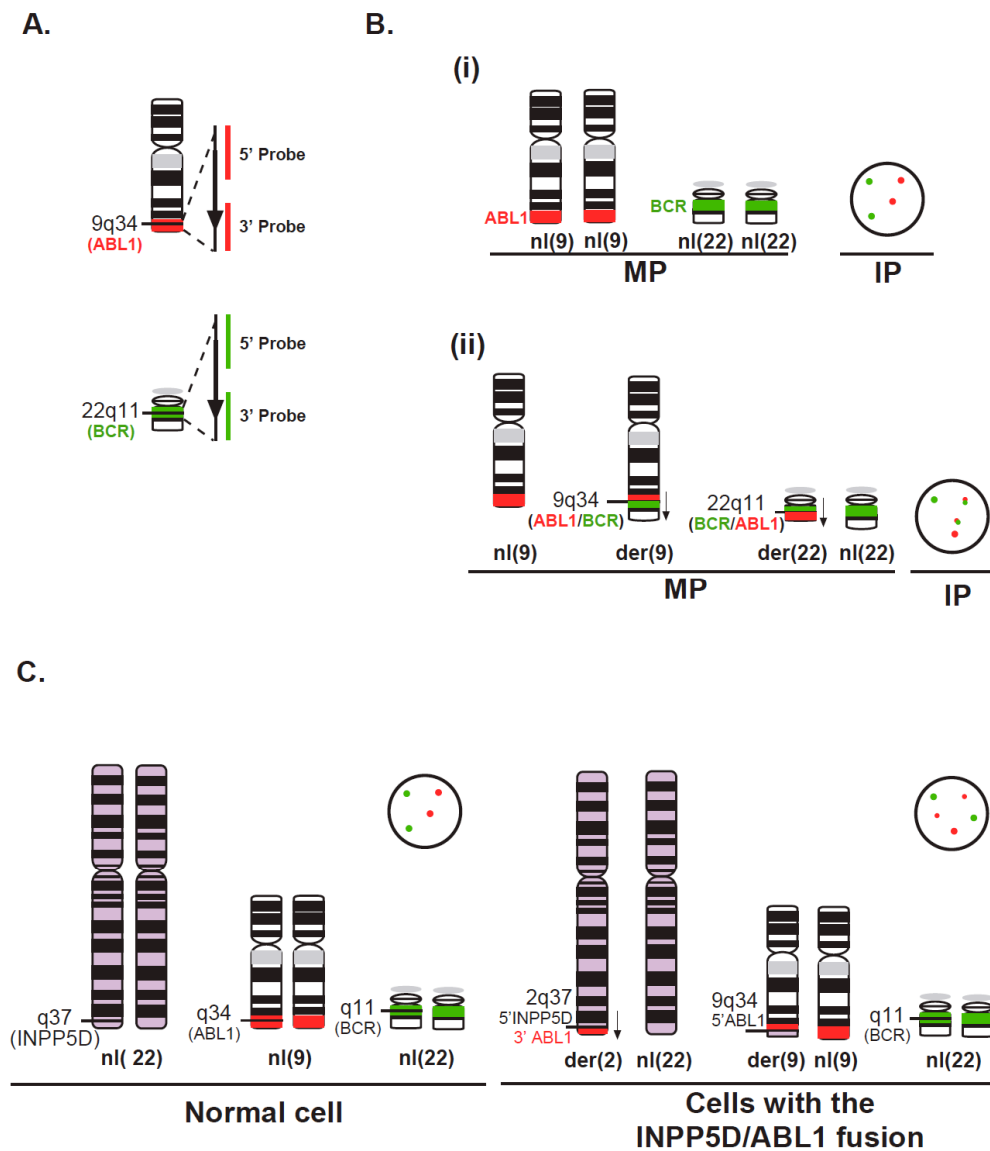 A.
5' Probe
3' Probe
9q34
(ABL1)
5' Probe
3' Probe
22q11
(BCR)
B.
(i)
ABL1
BCR
nl(9) nl(9) nl(22) nl(22)
MP
IP
(ii)
9q34
(ABL1/BCR)
22q11
(BCR/ABL1)
nl(9) der(9) der(22) nl(22)
MP
IP
C.
q37
(INPP5D)
q34
(ABL1)
q11
(BCR)
nl( 22) nl(9) nl(22)
Normal cell
2q37
5'INPP5D
3' ABL1
9q34
5'ABL1
q11
(BCR)
der(2) nl(22) der(9) nl(9) nl(22)
Cells with the
INPP5D/ABL1 fusion